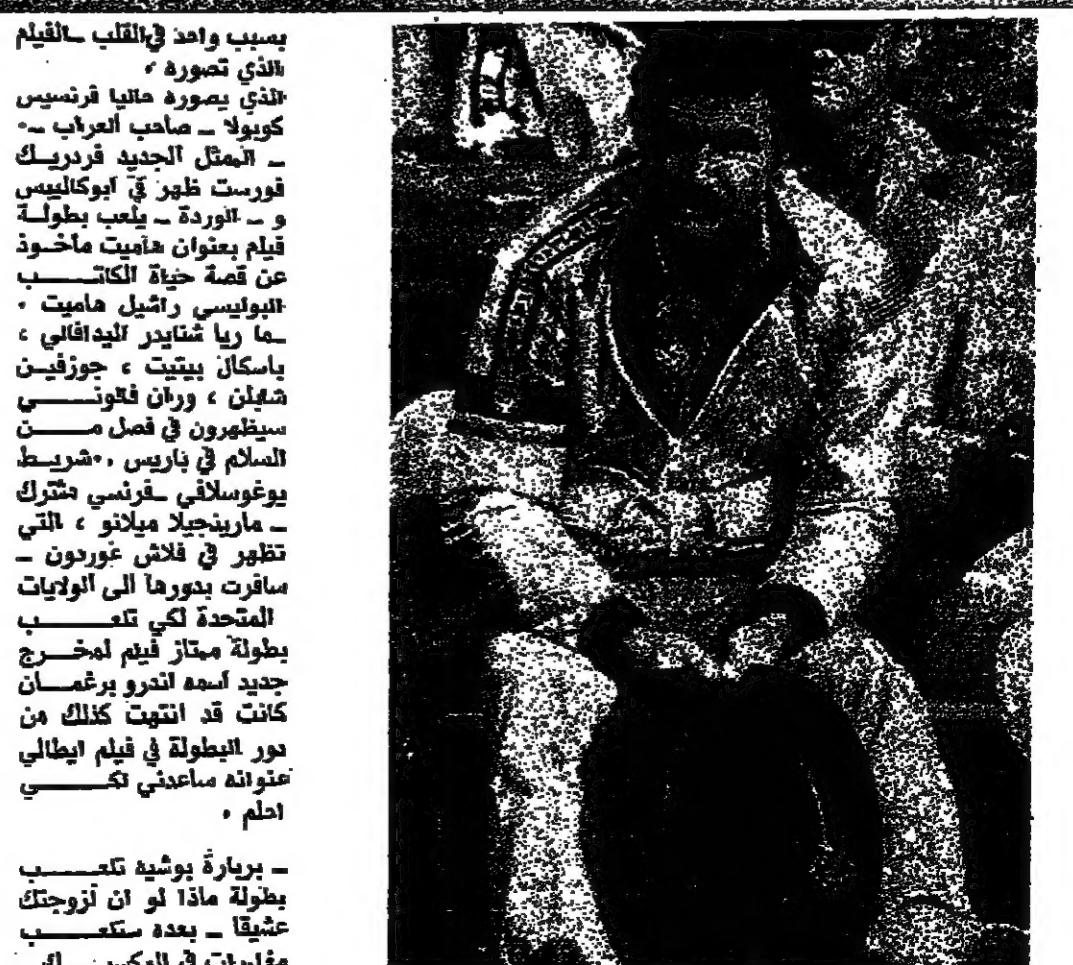 بسبب واحد في القلب ـ الفيلم
الذي تصوره ،
الذي يصوره حاليا فرنسيس
كوبولا ـ صاحب العراب ـ ·
ـ الممثل الجديد فردريك
فورست ظهر في ابوكاليبس
و ـ الوردة ـ يلعب بطولة
فيلم بعنوان هاميت مأخوذ
عن قصة حياة الكاتب
البوليسي راشيل هاميت ·
ـ ما ريا شنايدر اليدافالي ،
باسكال بيتيت ، جوزفين
شابلن ، وران فالوني
سيظهرون في فصل من
السلام في باريس ، شريط
يوغوسلافي ـ فرنسي مشترك
ـ مارينجيلا ميلانو ، التي
تظهر في فلاش غوردون ـ
سافرت بدورها الى الولايات
المتحدة لكي تلعب
بطولة ممتاز فيلم لمخرج
جديد اسمه اندرو برغمان
كانت قد انتهت كذلك من
دور البطولة في فيلم ايطالي
عنوانه ساعدني لكي
احلم ·
ـ بربارة بوشيه تلعب
بطولة ماذا لو ان لزوجتك
عشيقا ـ بعده ستلعب
في